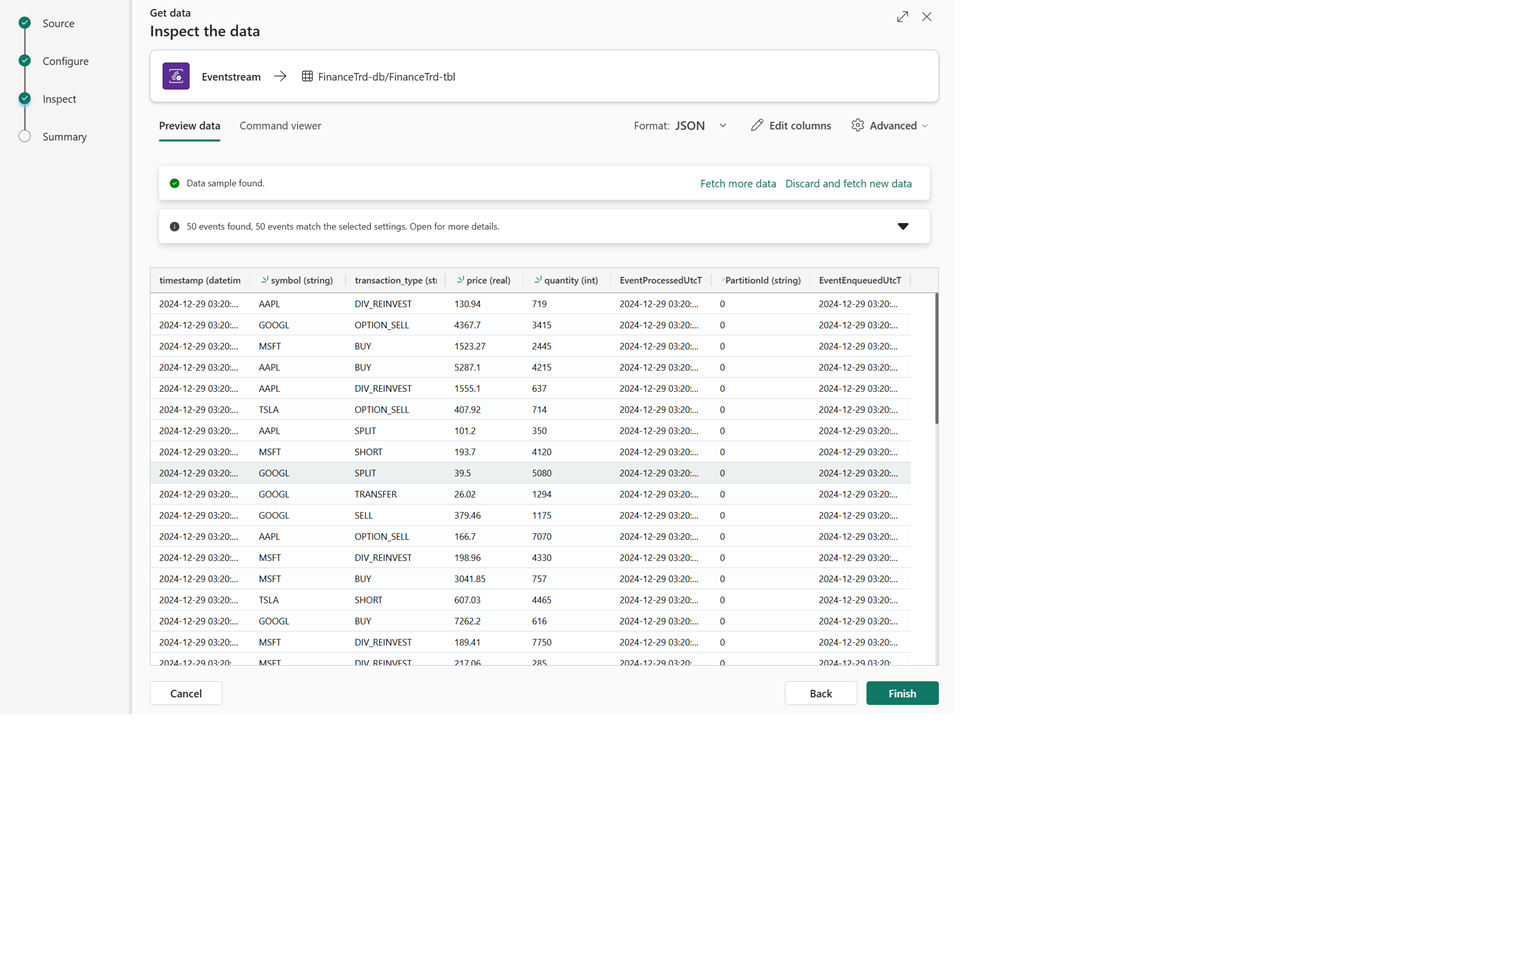 Source
Configure
Inspect
Summary
Get data
Inspect the data
Eventstream → FinanceTrd-db/FinanceTrd-tbl
Preview data Command viewer Format: JSON Edit columns Advanced
Data sample found. Fetch more data Discard and fetch new data
50 events found, 50 events match the selected settings. Open for more details.
timestamp (datetim symbol (string) transaction_type (st price (real) quantity (int) EventProcessedUtcT PartitionId (string) EventEnqueuedUtcT
2024-12-29 03:20:... AAPL DIV_REINVEST 130.94 719 2024-12-29 03:20:... 0 2024-12-29 03:20:...
2024-12-29 03:20:... GOOGL OPTION_SELL 4367.7 3415 2024-12-29 03:20:... 0 2024-12-29 03:20:...
2024-12-29 03:20:... MSFT BUY 1523.27 2445 2024-12-29 03:20:... 0 2024-12-29 03:20:...
2024-12-29 03:20:... AAPL BUY 5287.1 4215 2024-12-29 03:20:... 0 2024-12-29 03:20:...
2024-12-29 03:20:... AAPL DIV_REINVEST 1555.1 637 2024-12-29 03:20:... 0 2024-12-29 03:20:...
2024-12-29 03:20:... TSLA OPTION_SELL 407.92 714 2024-12-29 03:20:... 0 2024-12-29 03:20:...
2024-12-29 03:20:... AAPL SPLIT 101.2 350 2024-12-29 03:20:... 0 2024-12-29 03:20:...
2024-12-29 03:20:... MSFT SHORT 193.7 4120 2024-12-29 03:20:... 0 2024-12-29 03:20:...
2024-12-29 03:20:... GOOGL SPLIT 39.5 5080 2024-12-29 03:20:... 0 2024-12-29 03:20:...
2024-12-29 03:20:... GOOGL TRANSFER 26.02 1294 2024-12-29 03:20:... 0 2024-12-29 03:20:...
2024-12-29 03:20:... GOOGL SELL 379.46 1175 2024-12-29 03:20:... 0 2024-12-29 03:20:...
2024-12-29 03:20:... AAPL OPTION_SELL 166.7 7070 2024-12-29 03:20:... 0 2024-12-29 03:20:...
2024-12-29 03:20:... MSFT DIV_REINVEST 198.96 4330 2024-12-29 03:20:... 0 2024-12-29 03:20:...
2024-12-29 03:20:... MSFT BUY 3041.85 757 2024-12-29 03:20:... 0 2024-12-29 03:20:...
2024-12-29 03:20:... TSLA SHORT 607.03 4465 2024-12-29 03:20:... 0 2024-12-29 03:20:...
2024-12-29 03:20:... GOOGL BUY 7262.2 616 2024-12-29 03:20:... 0 2024-12-29 03:20:...
2024-12-29 03:20:... MSFT DIV_REINVEST 189.41 7750 2024-12-29 03:20:... 0 2024-12-29 03:20:...
2024-12-29 03:20:... MSFT DIV_REINVEST 217.06 285 2024-12-29 03:20:... 0 2024-12-29 03:20:...
Cancel Back Finish